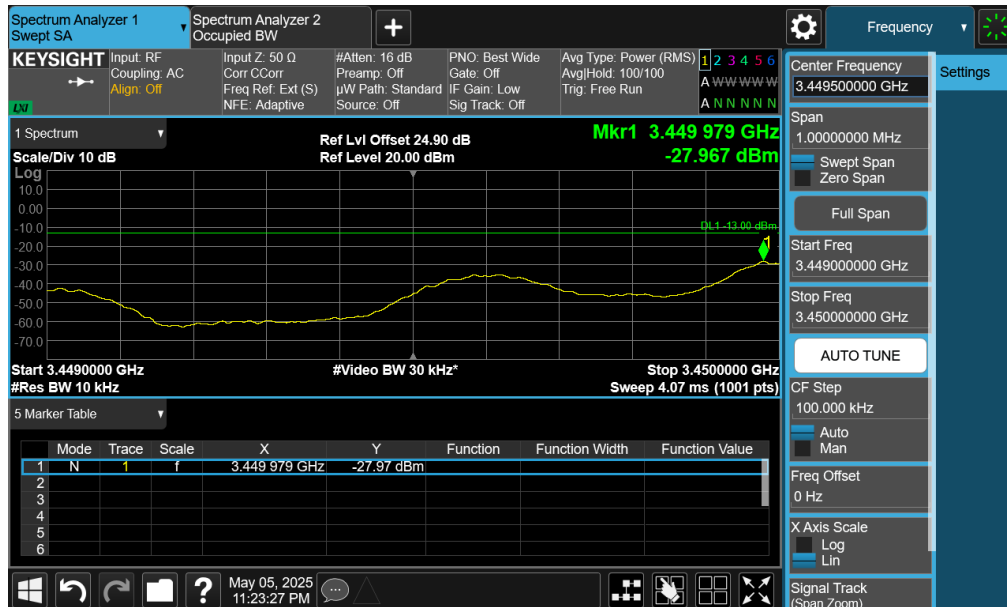 Spectrum Analyzer 1
Swept SA
Spectrum Analyzer 2
Occupied BW
Frequency
KEYSIGHT
LXI
Input: RF
Coupling: AC
Align: Off
Input Z: 50 Ω
Corr CCorr
Freq Ref: Ext (S)
NFE: Adaptive
#Atten: 16 dB
Preamp: Off
µW Path: Standard
Source: Off
PNO: Best Wide
Gate: Off
IF Gain: Low
Sig Track: Off
Avg Type: Power (RMS)
Avg|Hold: 100/100
Trig: Free Run
1 2 3 4 5 6
A W W W W W
A N N N N N
1 Spectrum
Scale/Div 10 dB
Ref Lvl Offset 24.90 dB
Ref Level 20.00 dBm
Mkr1 3.449 979 GHz
-27.967 dBm
Log
10.0
0.00
-10.0
-20.0
-30.0
-40.0
-50.0
-60.0
-70.0
DL1 -13.00 dBm
1
Start 3.4490000 GHz
#Res BW 10 kHz
#Video BW 30 kHz*
Stop 3.4500000 GHz
Sweep 4.07 ms (1001 pts)
5 Marker Table
Mode Trace Scale X Y Function Function Width Function Value
1 N 1 f 3.449 979 GHz -27.97 dBm
2
3
4
5
6
Center Frequency
3.449500000 GHz
Span
1.00000000 MHz
Swept Span
Zero Span
Full Span
Start Freq
3.449000000 GHz
Stop Freq
3.450000000 GHz
AUTO TUNE
CF Step
100.000 kHz
Auto
Man
Freq Offset
0 Hz
X Axis Scale
Log
Lin
Signal Track
(Span Zoom)
Settings
?
May 05, 2025
11:23:27 PM